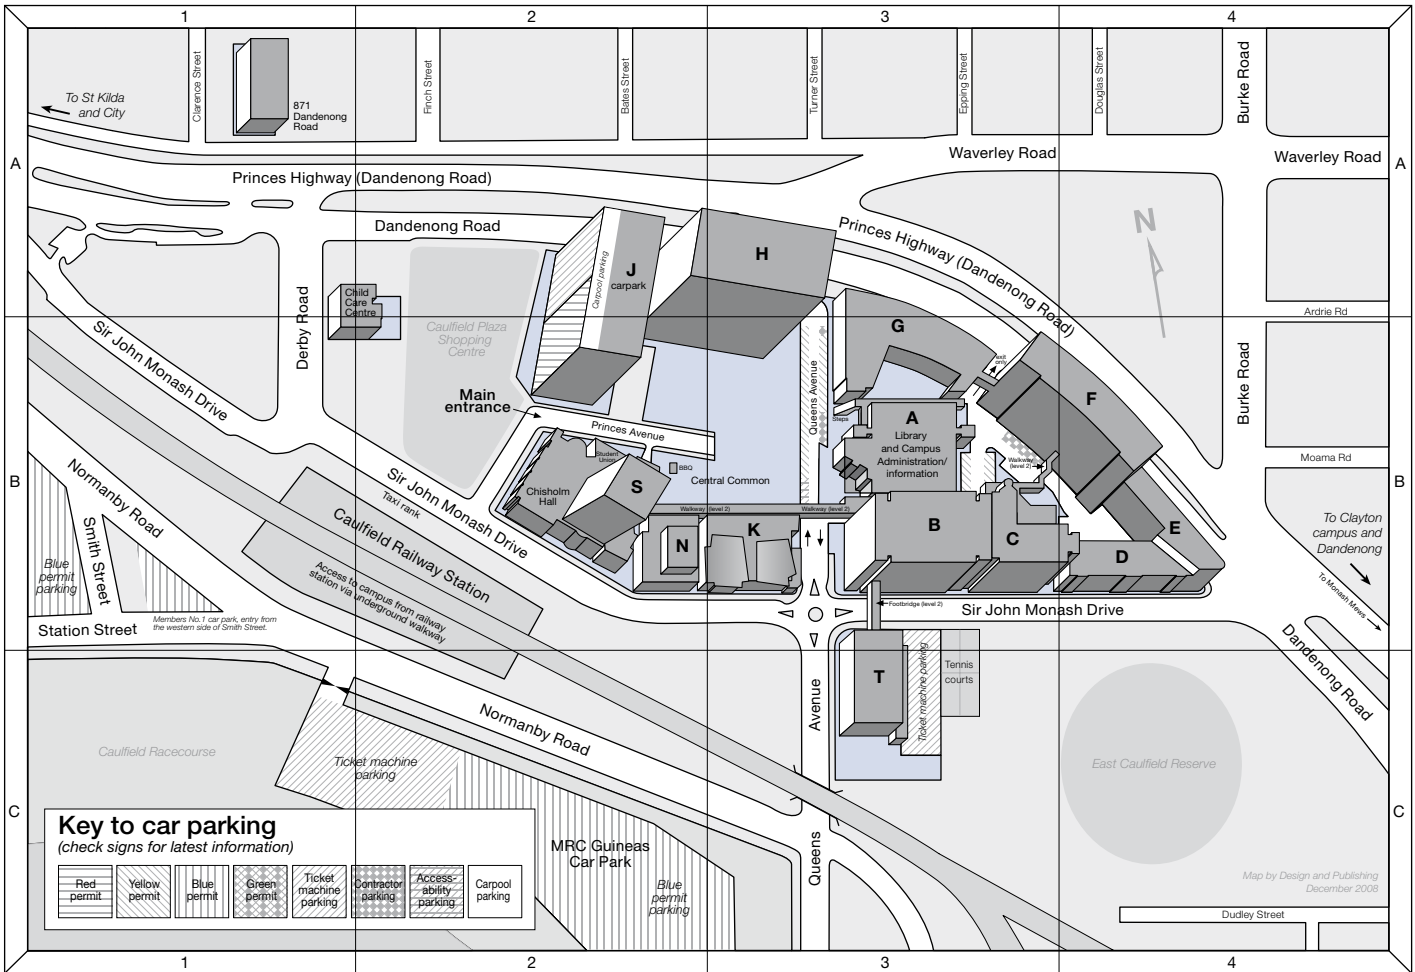 1
2
3
4
Clarence Street
Finch Street
Bates Street
Turner Street
Epping Street
Douglas Street
Burke Road
To St Kilda
and City
871
Dandenong
Road
A
A
Waverley Road
Waverley Road
Princes Highway (Dandenong Road)
Dandenong Road
Princes Highway (Dandenong Road)
N
H
J
carpark
Carpool parking
Child
Care
Centre
Derby Road
Sir John Monash Drive
Caulfield Plaza
Shopping
Centre
G
exit
only
Ardrie Rd
Burke Road
F
Main
entrance
Princes Avenue
Queens Avenue
Steps
A
Library
and Campus
Administration/
information
Walkway
(level 2)
Moama Rd
B
B
Normanby Road
Smith Street
Blue
permit
parking
Sir John Monash Drive
Taxi rank
Student
Union
BBQ
Chisholm
Hall
S
Central Common
Walkway (level 2)
Walkway (level 2)
N
K
B
C
D
E
To Clayton
campus and
Dandenong
To Monash Mews
Caulfield Railway Station
Access to campus from railway
station via underground walkway
Members No.1 car park, entry from
the western side of Smith Street.
Station Street
Footbridge (level 2)
Sir John Monash Drive
Dandenong Road
T
Ticket machine parking
Tennis
courts
Avenue
Normanby Road
Caulfield Racecourse
Ticket machine
parking
East Caulfield Reserve
C
C
Key to car parking
(check signs for latest information)
Red
permit
Yellow
permit
Blue
permit
Green
permit
Ticket
machine
parking
Contractor
parking
Access-
ability
parking
Carpool
parking
MRC Guineas
Car Park
Blue
permit
parking
Queens
Map by Design and Publishing
December 2008
Dudley Street
1
2
3
4